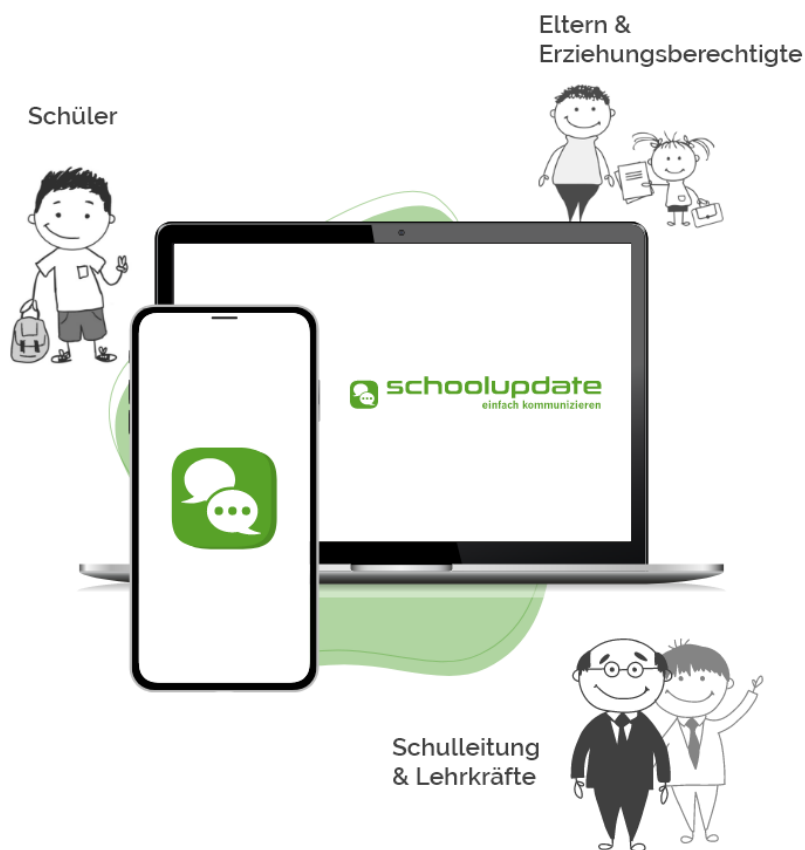 Eltern &
Erziehungsberechtigte
Schüler
schoolupdate
einfach kommunizieren
Schulleitung
& Lehrkräfte